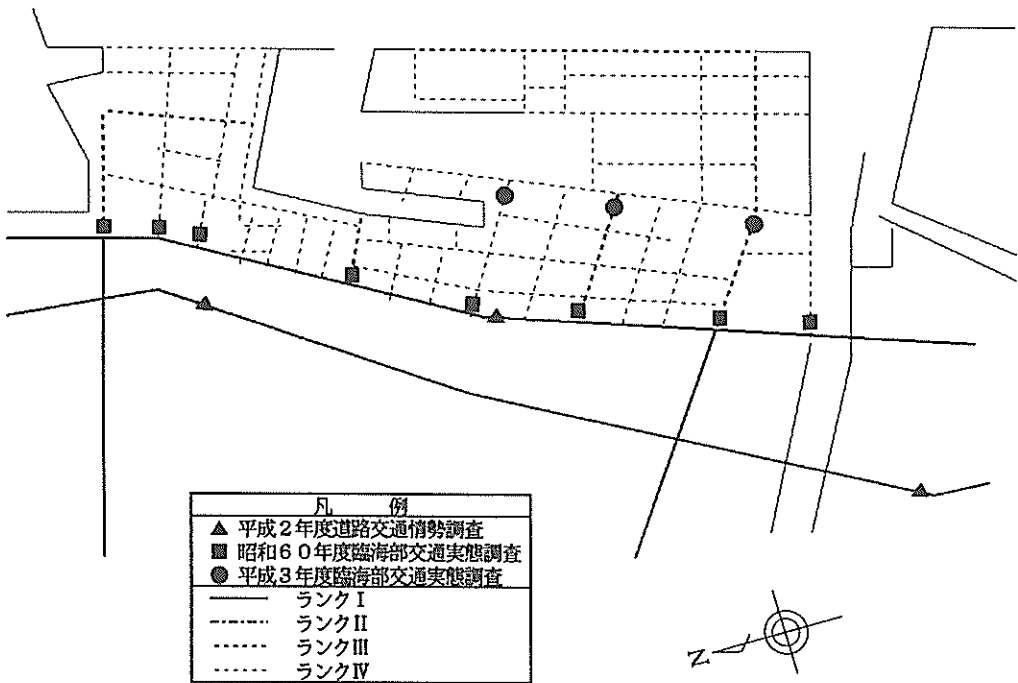 凡 例
▲ 平成2年度道路交通情勢調査
■ 昭和60年度臨海部交通実態調査
● 平成3年度臨海部交通実態調査
ランクI
ランクII
ランクIII
ランクIV
N